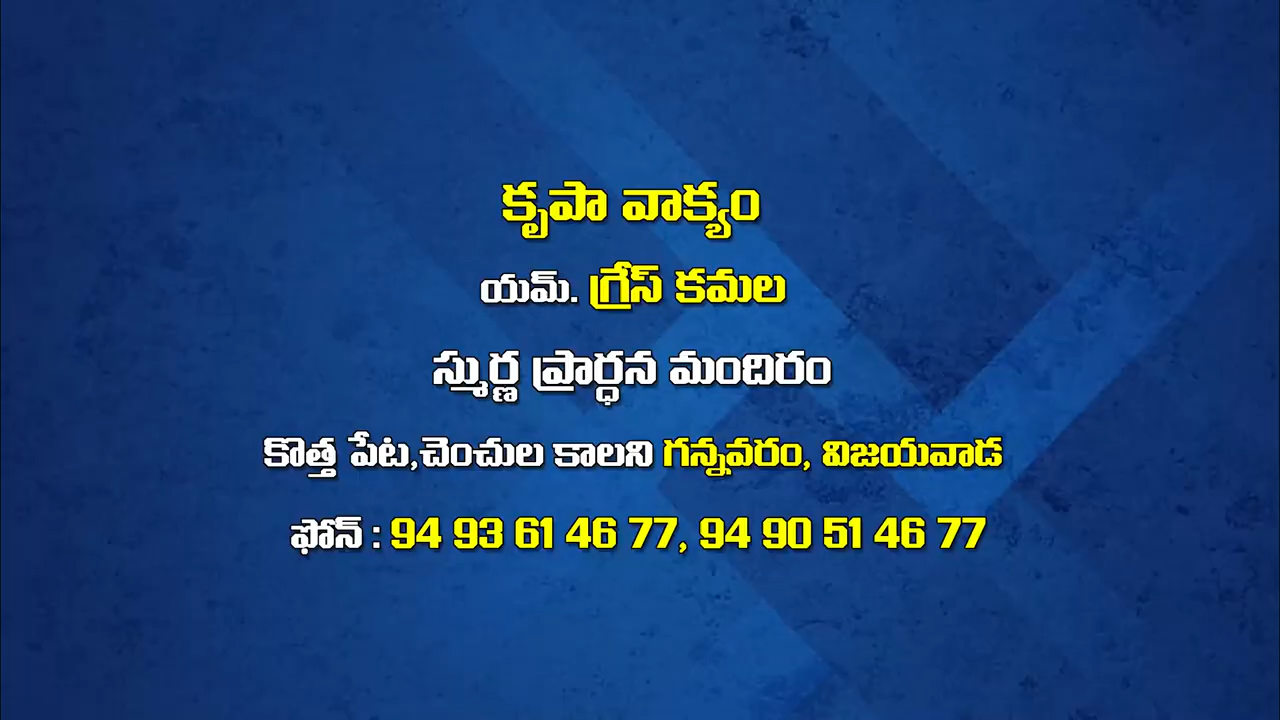 కృపా వాక్యం
యమ్. గ్రేస్ కమల
స్ముర్ణ ప్రార్ధన మందిరం
కొత్త పేట,చెంచుల కాలని గన్నవరం, విజయవాడ
ఫోన్ : 94 93 61 46 77, 94 90 51 46 77